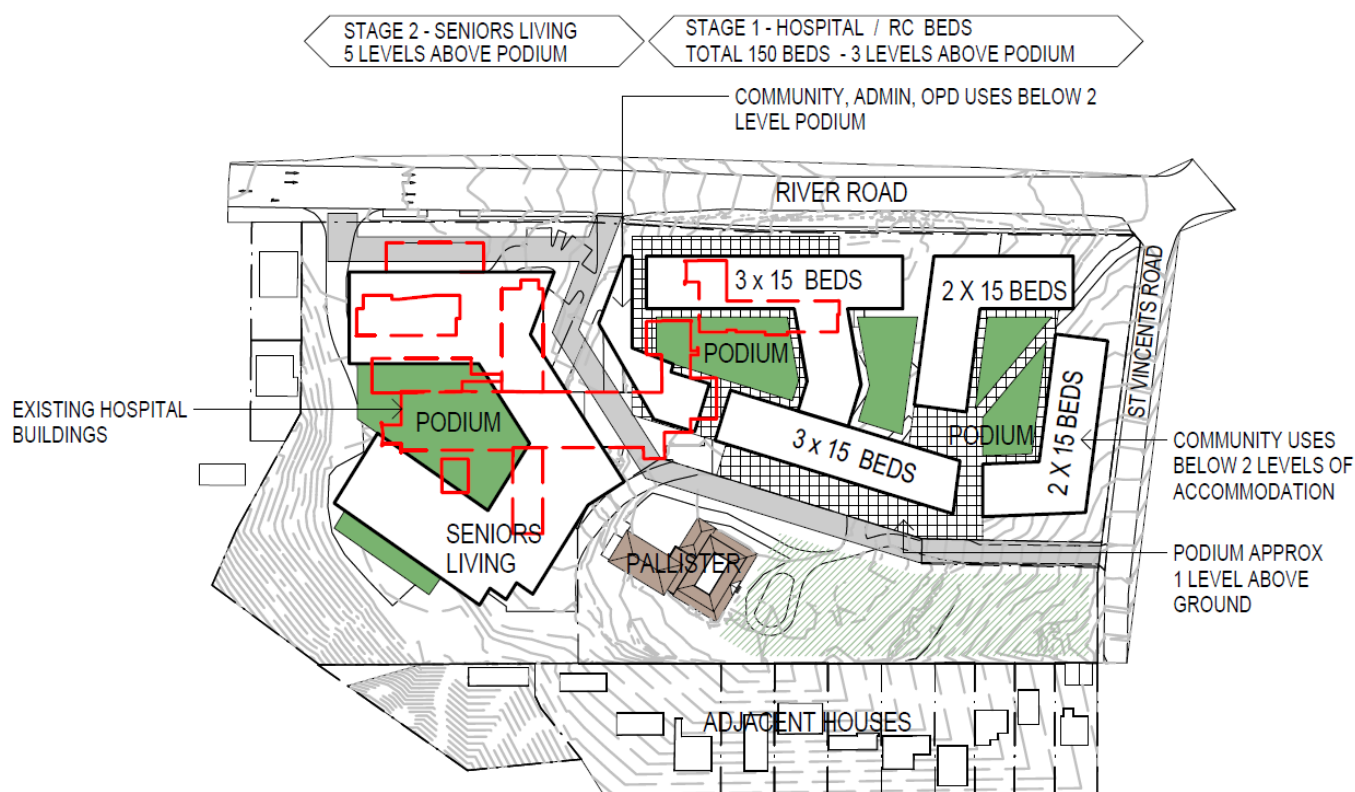 STAGE 2 - SENIORS LIVING
5 LEVELS ABOVE PODIUM
STAGE 1 - HOSPITAL / RC BEDS
TOTAL 150 BEDS - 3 LEVELS ABOVE PODIUM
COMMUNITY, ADMIN, OPD USES BELOW 2
LEVEL PODIUM
RIVER ROAD
3 x 15 BEDS
2 X 15 BEDS
ST VINCENTS ROAD
PODIUM
EXISTING HOSPITAL
BUILDINGS
PODIUM
3 x 15 BEDS
PODIUM
2 X 15 BEDS
COMMUNITY USES
BELOW 2 LEVELS OF
ACCOMMODATION
SENIORS
LIVING
PALLISTER
PODIUM APPROX
1 LEVEL ABOVE
GROUND
ADJACENT HOUSES